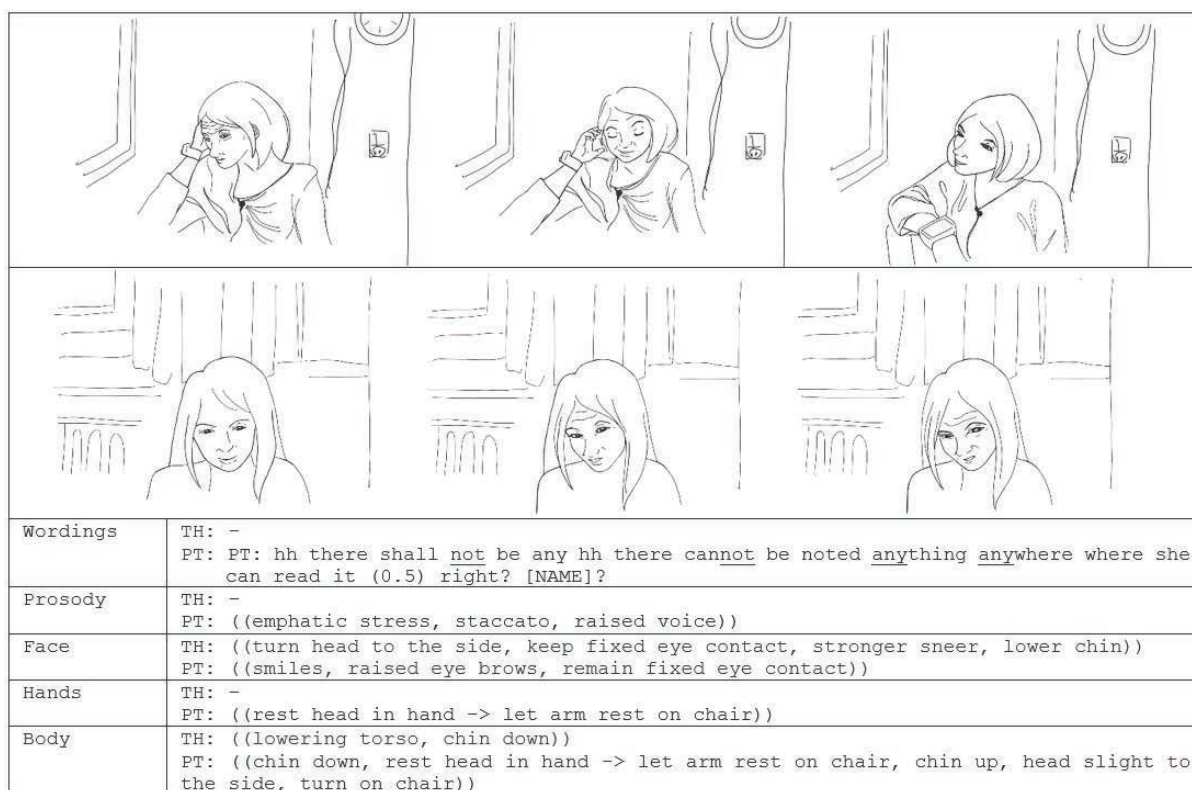 Wordings
TH: –
PT: PT: hh there shall not be any hh there cannot be noted anything anywhere where she
can read it (0.5) right? [NAME]?
Prosody
TH: –
PT: ((emphatic stress, staccato, raised voice))
Face
TH: ((turn head to the side, keep fixed eye contact, stronger sneer, lower chin))
PT: ((smiles, raised eye brows, remain fixed eye contact))
Hands
TH: –
PT: ((rest head in hand -> let arm rest on chair))
Body
TH: ((lowering torso, chin down))
PT: ((chin down, rest head in hand -> let arm rest on chair, chin up, head slight to
the side, turn on chair))